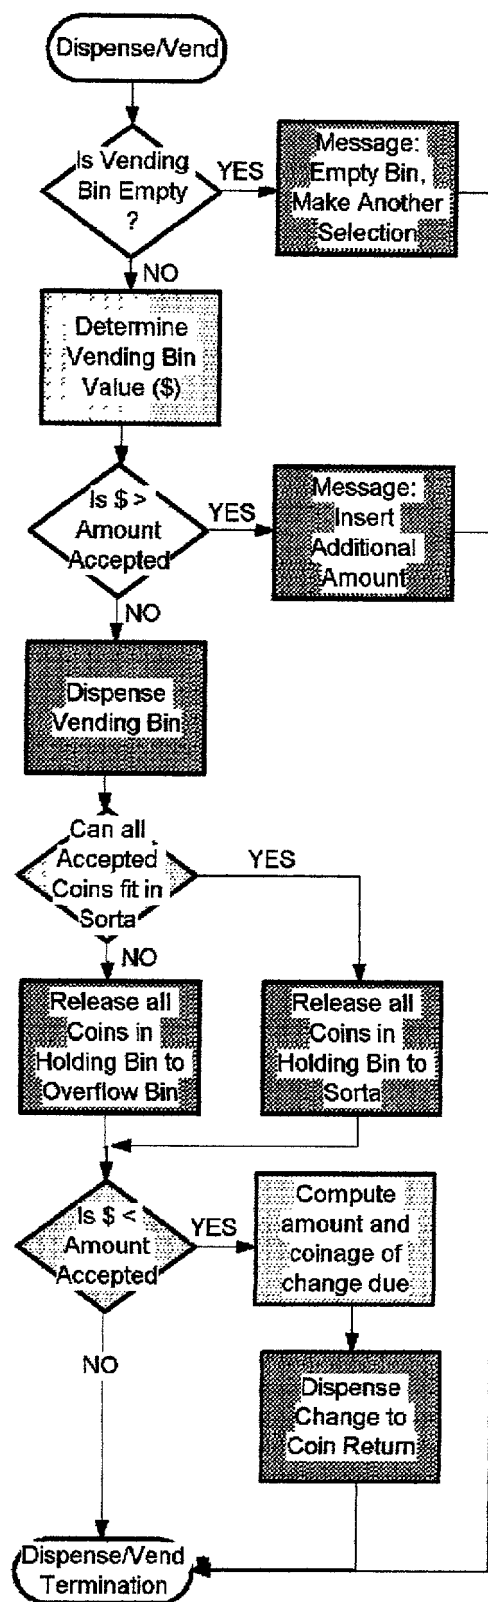 Dispense/Vend
Is Vending
Bin Empty
?
YES
Message:
Empty Bin,
Make Another
Selection
NO
Determine
Vending Bin
Value ($)
Is $ >
Amount
Accepted
YES
Message:
Insert
Additional
Amount
NO
Dispense
Vending Bin
Can all
Accepted
Coins fit in
Sorta
YES
NO
Release all
Coins in
Holding Bin to
Overflow Bin
Release all
Coins in
Holding Bin to
Sorta
Is $ <
Amount
Accepted
YES
Compute
amount and
coinage of
change due
NO
Dispense
Change to
Coin Return
Dispense/Vend
Termination